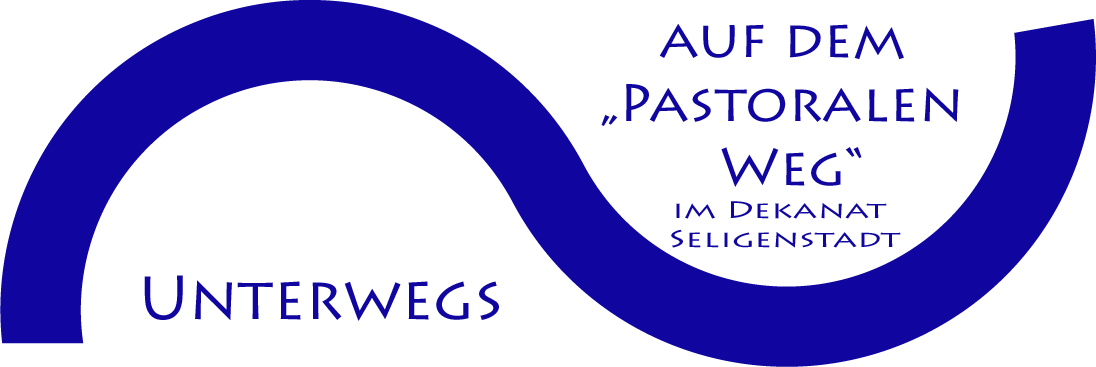 Unterwegs
auf dem
„Pastoralen
Weg“
im Dekanat
Seligenstadt